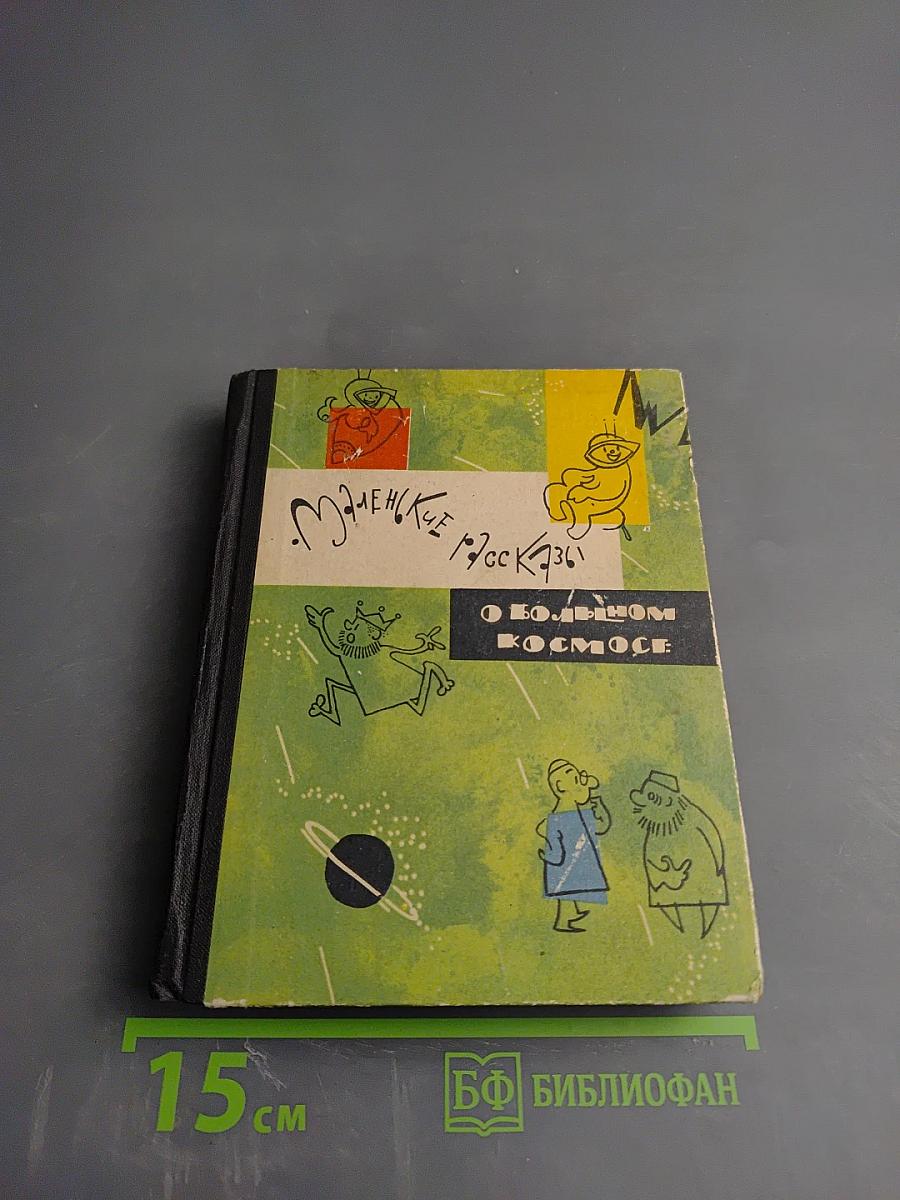 Маленькие
рассказы
О БОЛЬШОМ
КОСМОСЕ
15 см
БФ БИБЛИОФАН